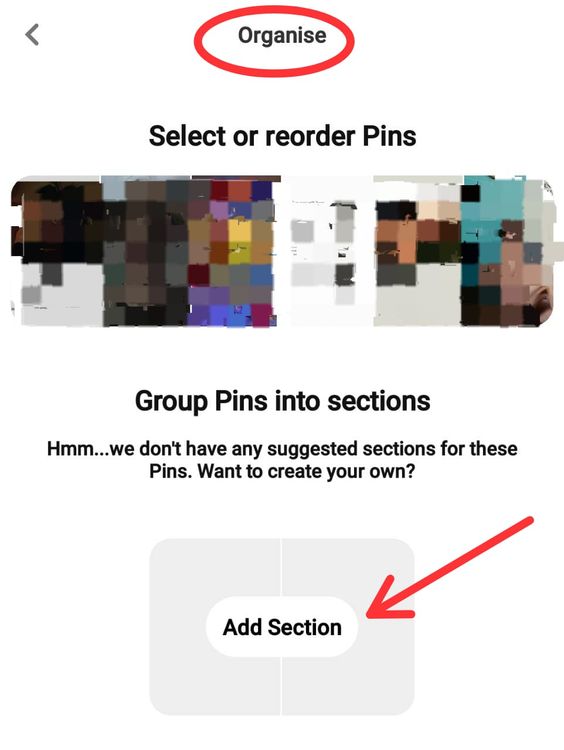 Organise
Select or reorder Pins
Group Pins into sections
Hmm...we don't have any suggested sections for these
Pins. Want to create your own?
Add Section